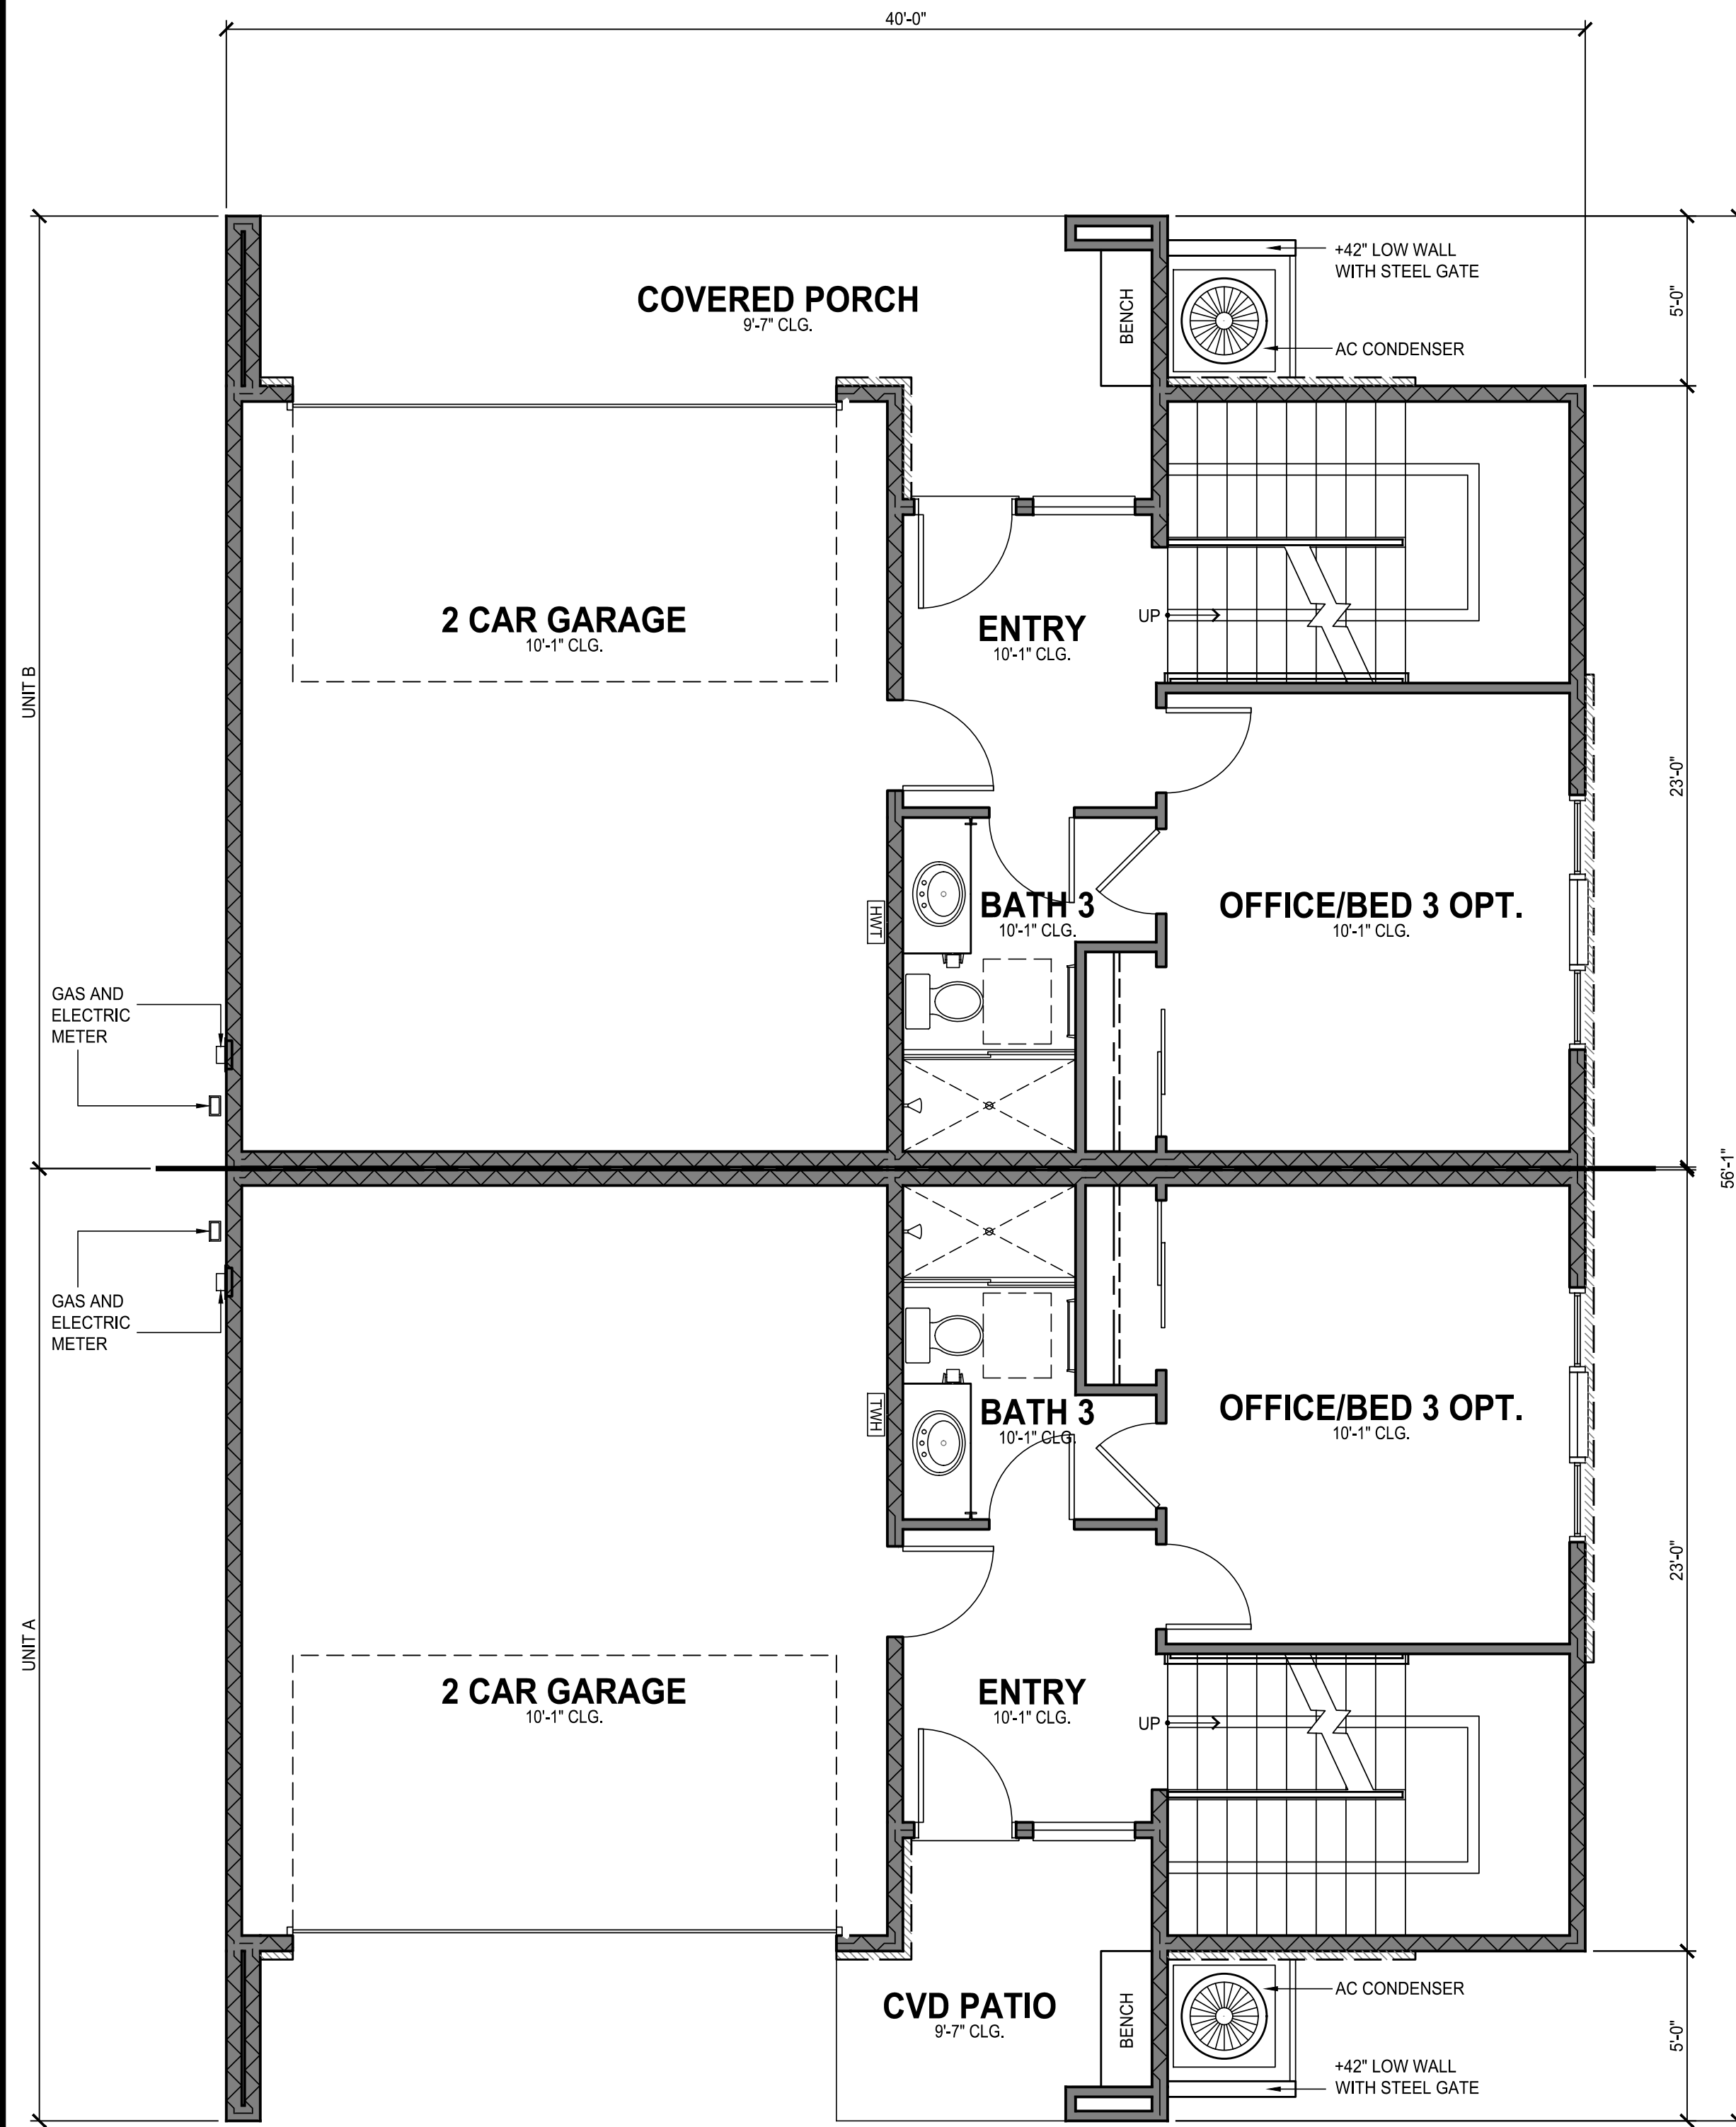 40'-0"
+42" LOW WALL
WITH STEEL GATE
COVERED PORCH
9'-7" CLG.
BENCH
5'-0"
AC CONDENSER
2 CAR GARAGE
10'-1" CLG.
ENTRY
10'-1" CLG.
UP
UNIT B
23'-0"
HWT
BATH 3
10'-1" CLG.
OFFICE/BED 3 OPT.
10'-1" CLG.
GAS AND
ELECTRIC
METER
56'-1"
GAS AND
ELECTRIC
METER
TWH
BATH 3
10'-1" CLG.
OFFICE/BED 3 OPT.
10'-1" CLG.
23'-0"
UNIT A
2 CAR GARAGE
10'-1" CLG.
ENTRY
10'-1" CLG.
UP
CVD PATIO
9'-7" CLG.
BENCH
AC CONDENSER
5'-0"
+42" LOW WALL
WITH STEEL GATE